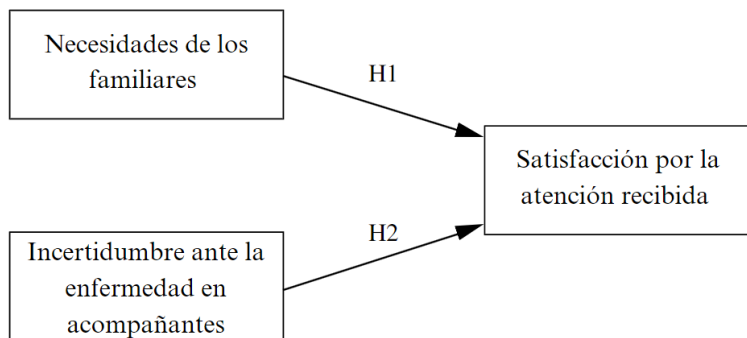 Necesidades de los
familiares
H1
Satisfacción por la
atención recibida
H2
Incertidumbre ante la
enfermedad en
acompañantes